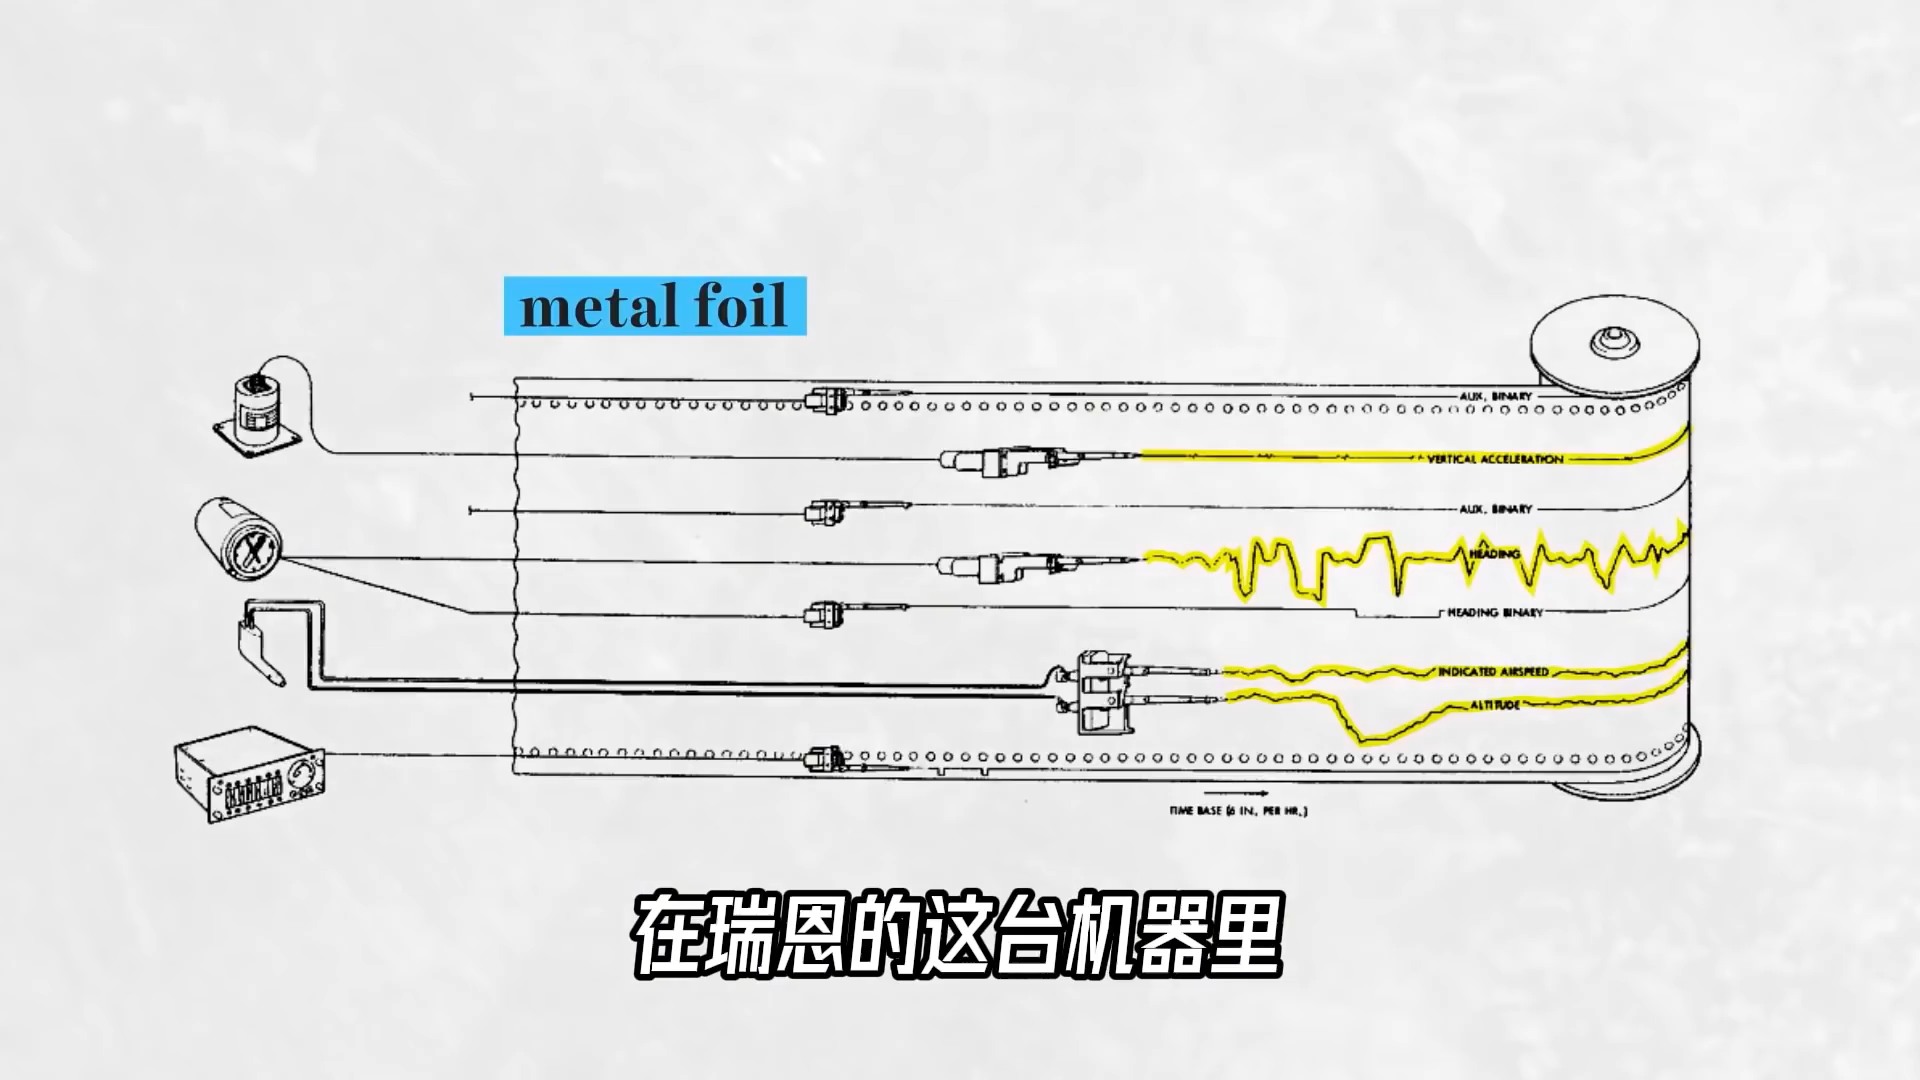 metal foil
AUX. BINARY
VERTICAL ACCELERATION
AUX. BINARY
HEADING
HEADING BINARY
INDICATED AIRSPEED
ALTITUDE
TIME BASE (6 IN. PER HR.)
在瑞恩的这台机器里